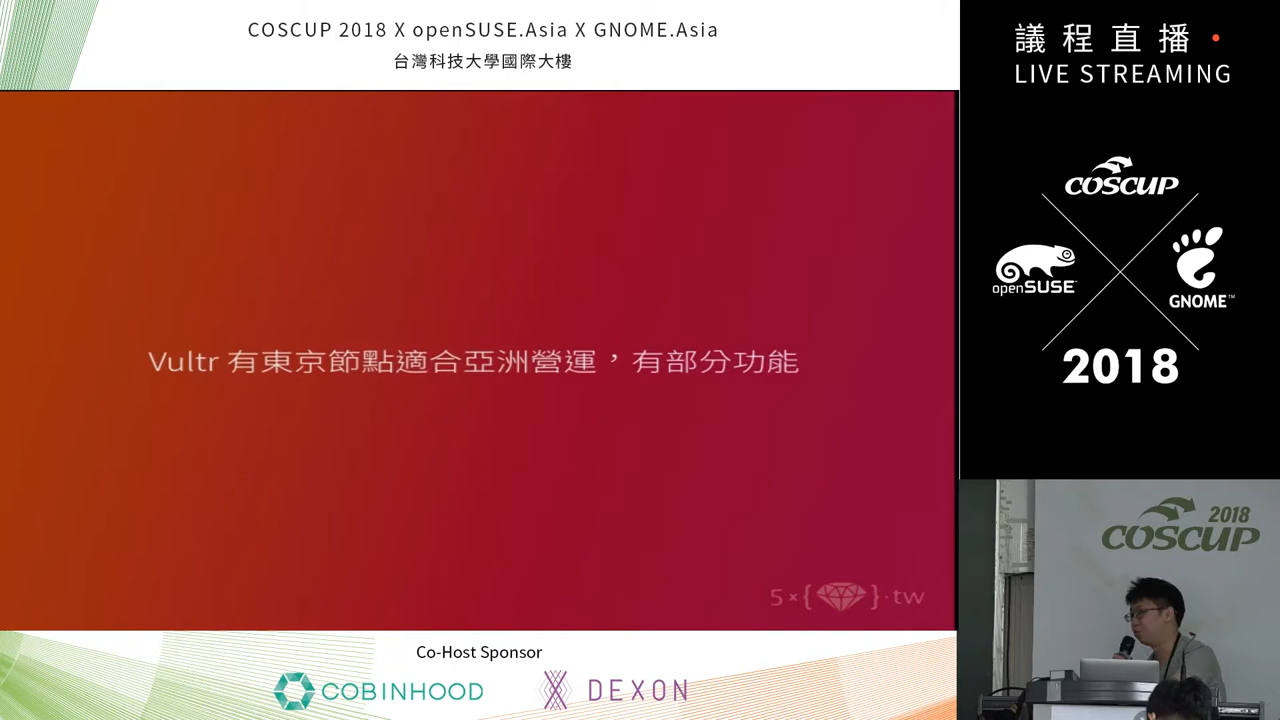 COSCUP 2018 X openSUSE.Asia X GNOME.Asia
台灣科技大學國際大樓
議程直播
LIVE STREAMING
COSCUP
openSUSE
GNOME™
2018
Vultr 有東京節點適合亞洲營運，有部分功能
5×{}·tw
2018
COSCUP
Co-Host Sponsor
COBINHOOD
DEXON